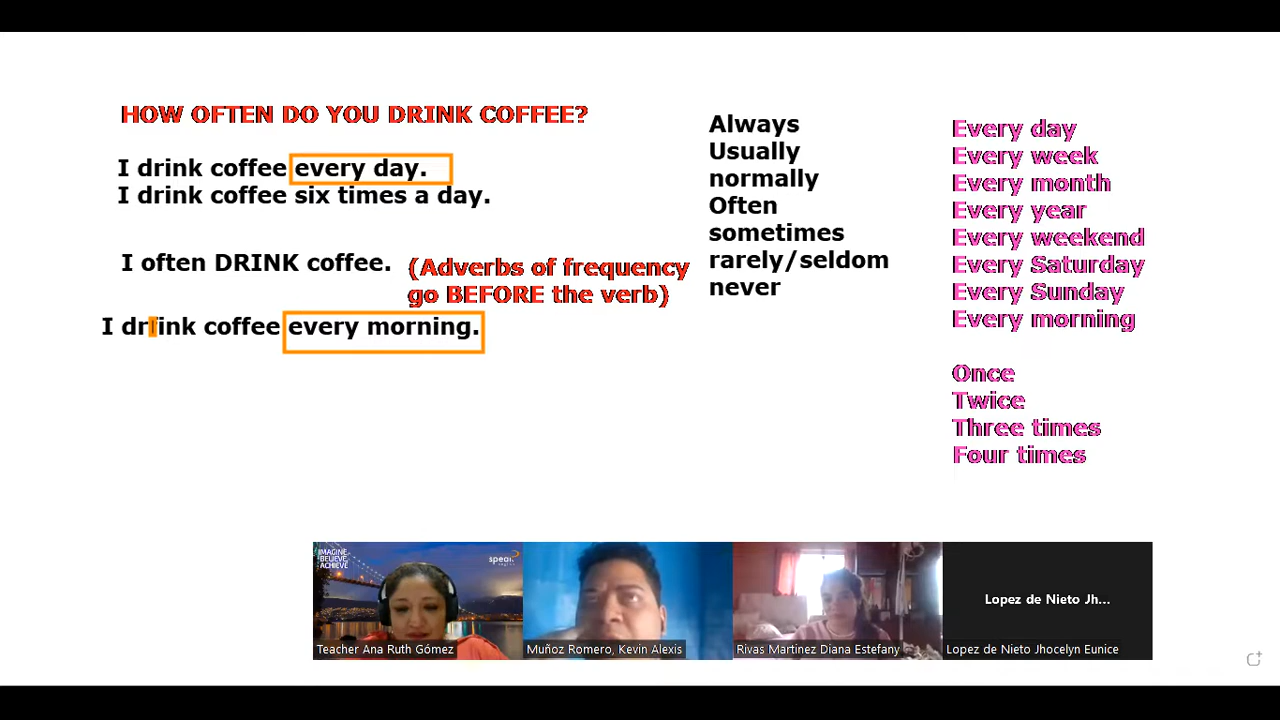 HOW OFTEN DO YOU DRINK COFFEE?
I drink coffee every day.
I drink coffee six times a day.
I often DRINK coffee.
(Adverbs of frequency
go BEFORE the verb)
I drink coffee every morning.
Always
Usually
normally
Often
sometimes
rarely/seldom
never
Every day
Every week
Every month
Every year
Every weekend
Every Saturday
Every Sunday
Every morning
Once
Twice
Three times
Four times
IMAGINE
BELIEVE
ACHIEVE
Teacher Ana Ruth Gómez
Muñoz Romero, Kevin Alexis
Rivas Martinez Diana Estefany
Lopez de Nieto Jh...
Lopez de Nieto Jhocelyn Eunice